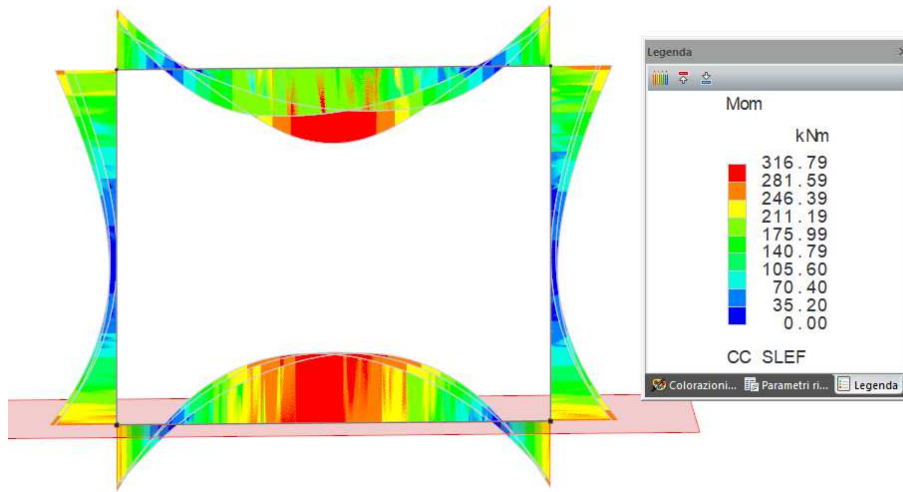 Legenda
Mom
kNm
316.79
281.59
246.39
211.19
175.99
140.79
105.60
70.40
35.20
0.00
CC SLEF
Colorazioni... Parametri ri... Legenda